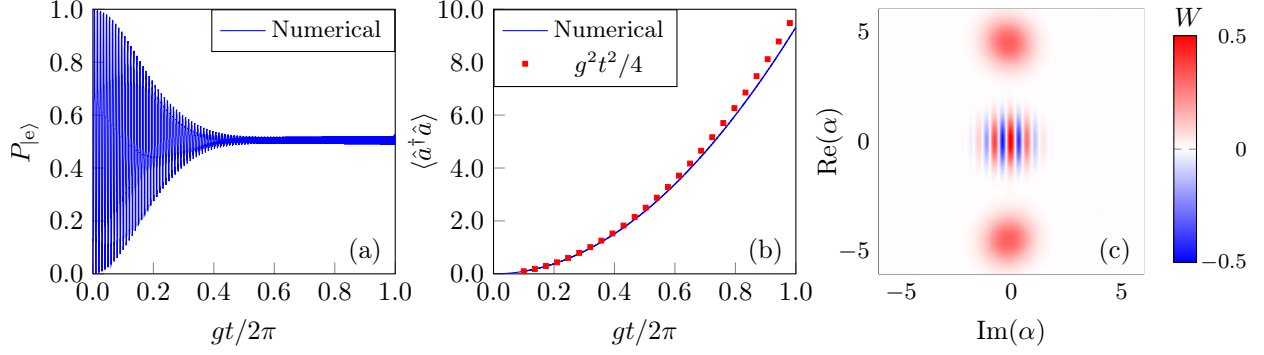 1.0
0.8
0.6
0.4
0.2
0.0
P|e⟩
Numerical
(a)
0.0 0.2 0.4 0.6 0.8 1.0
gt/2π
10.0
8.0
6.0
4.0
2.0
0.0
⟨â†â⟩
Numerical
g²t²/4
(b)
0.0 0.2 0.4 0.6 0.8 1.0
gt/2π
5
0
−5
Re(α)
(c)
−5 0 5
Im(α)
W
0.5
0
−0.5